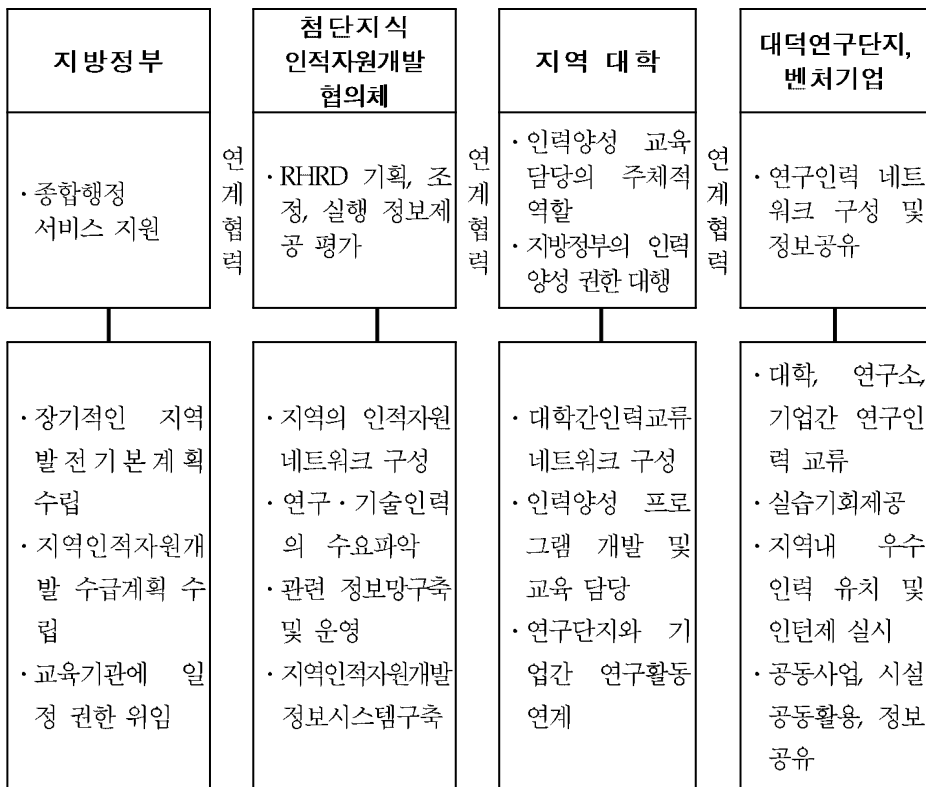 지방정부
· 종합행정
서비스 지원
· 장기적인 지역
발전기본계획
수립
· 지역인적자원개
발 수급계획 수
립
· 교육기관에 일
정 권한 위임
연
계
협
력
첨단지식
인적자원개발
협의체
· RHRD 기획, 조
정, 실행 정보제
공 평가
· 지역의 인적자원
네트워크 구성
· 연구·기술인력
의 수요파악
· 관련 정보망구축
및 운영
· 지역인적자원개발
정보시스템구축
연
계
협
력
지역 대학
· 인력양성 교육
담당의 주체적
역할
· 지방정부의 인력
양성 권한 대행
· 대학간인력교류
네트워크 구성
· 인력양성 프로
그램 개발 및
교육 담당
· 연구단지와 기
업간 연구활동
연계
연
계
협
력
대덕연구단지,
벤처기업
· 연구인력 네트
워크 구성 및
정보공유
· 대학, 연구소,
기업간 연구인
력 교류
· 실습기회제공
· 지역내 우수
인력 유치 및
인턴제 실시
· 공동사업, 시설
공동활용, 정보
공유